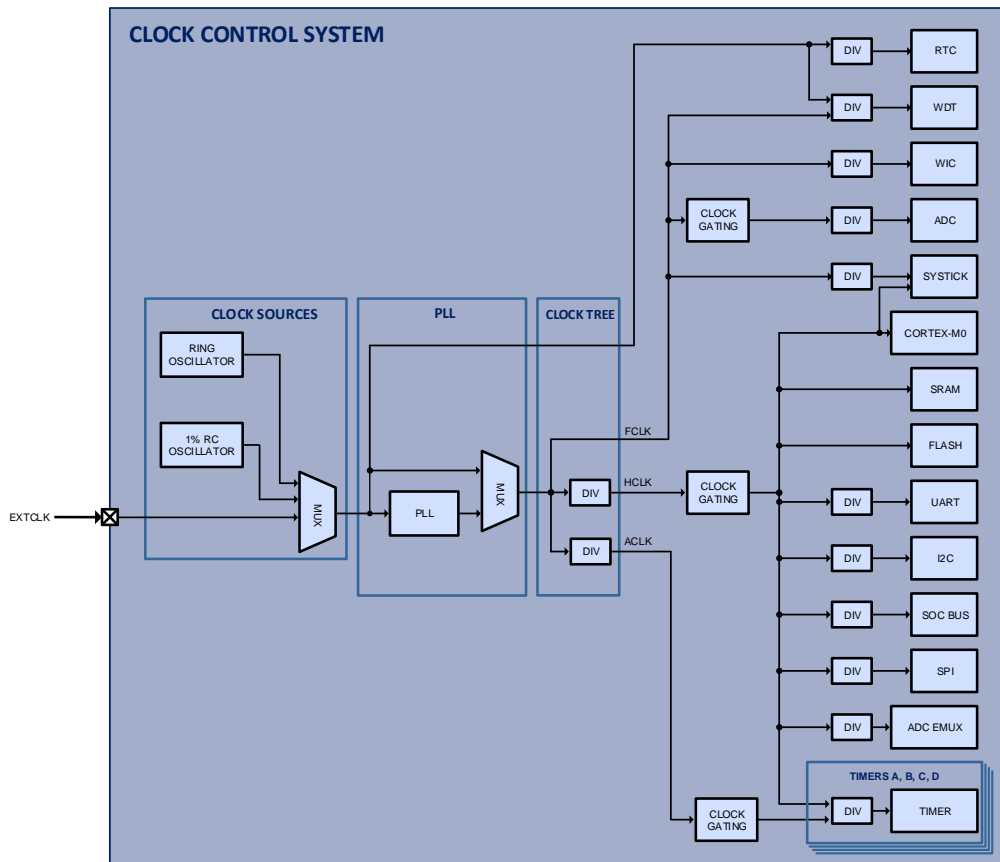 CLOCK CONTROL SYSTEM
DIV
RTC
DIV
WDT
DIV
WIC
CLOCK
GATING
DIV
ADC
DIV
SYSTICK
CLOCK SOURCES
PLL
CLOCK TREE
CORTEX-M0
RING
OSCILLATOR
SRAM
1% RC
OSCILLATOR
FCLK
FLASH
MUX
MUX
DIV
HCLK
CLOCK
GATING
DIV
UART
EXTCLK
PLL
ACLK
DIV
DIV
I2C
DIV
SOC BUS
DIV
SPI
DIV
ADC EMUX
TIMERS A, B, C, D
CLOCK
GATING
DIV
TIMER